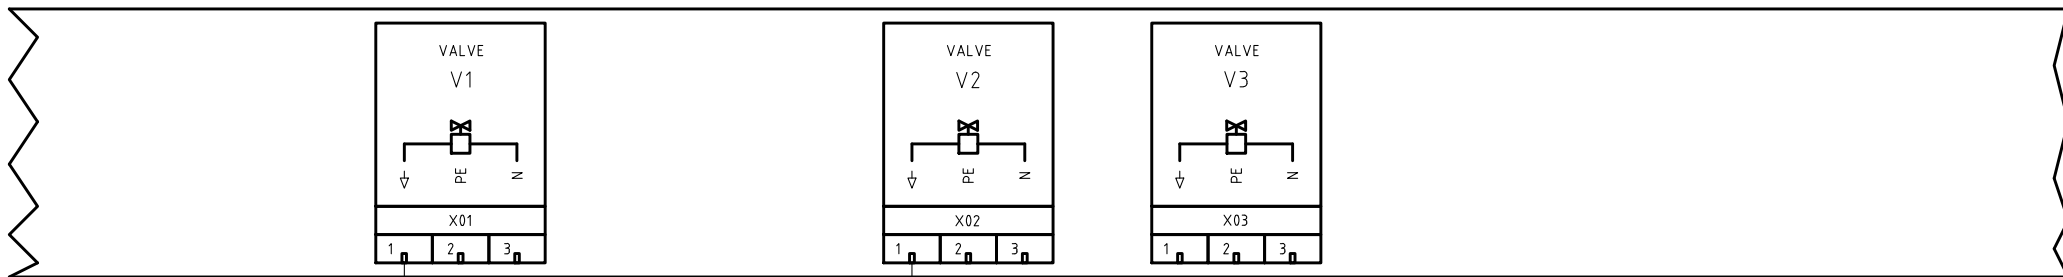 VALVE
V1
PE
N
X01
1 2 3
VALVE
V2
PE
N
X02
1 2 3
VALVE
V3
PE
N
X03
1 2 3